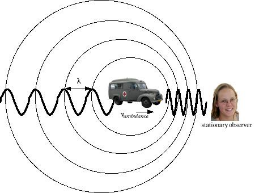 λ
v_ambulance
stationary observer